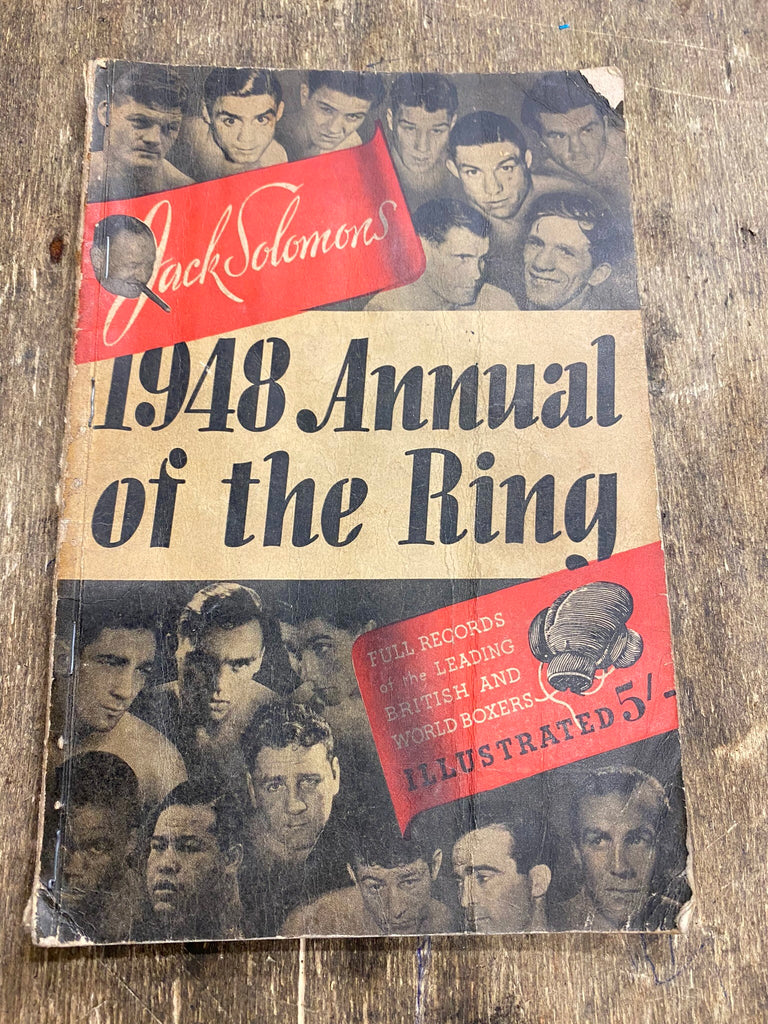 Jack Solomons
1948 Annual
of the Ring
FULL RECORDS
of the LEADING
BRITISH AND
WORLD BOXERS
ILLUSTRATED 5/-